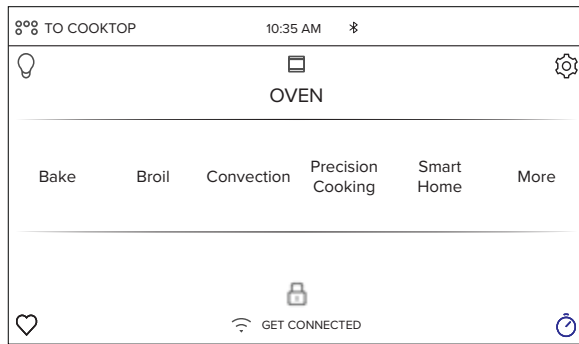 TO COOKTOP 10:35 AM
OVEN
Bake Broil Convection Precision Cooking Smart Home More
GET CONNECTED